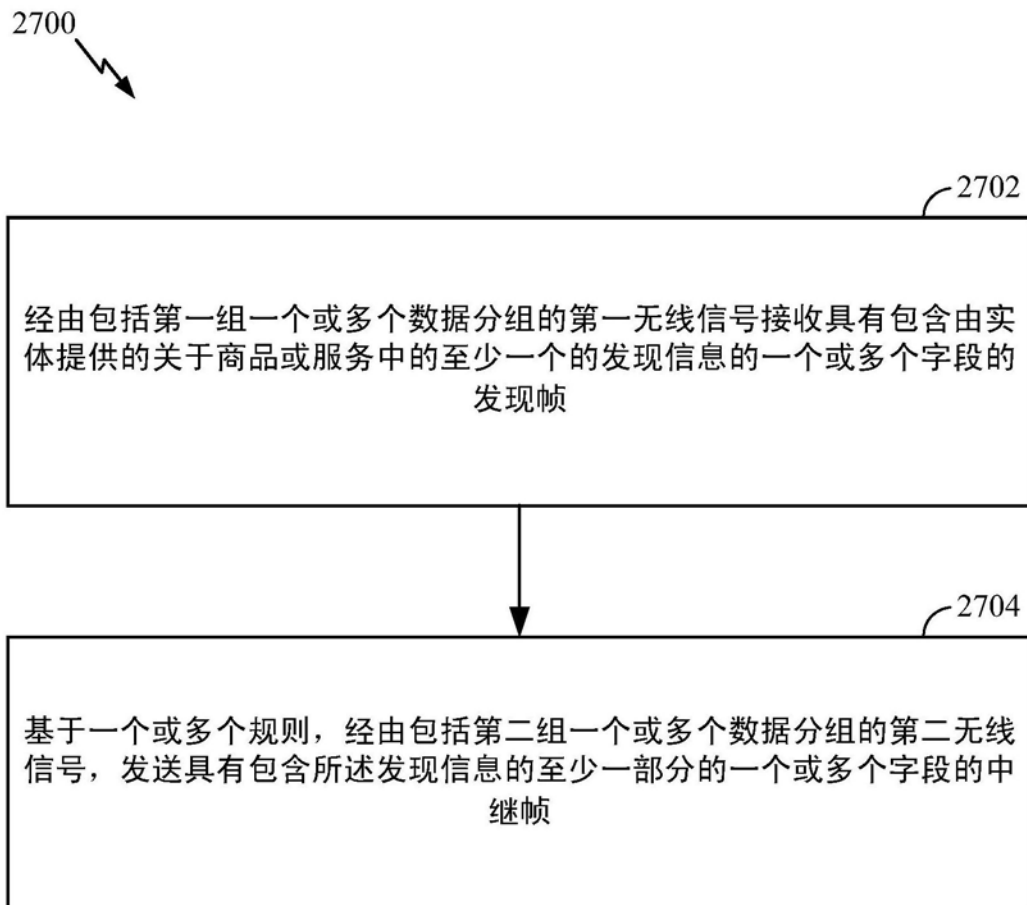 2700
2702
经由包括第一组一个或多个数据分组的第一无线信号接收具有包含由实
体提供的关于商品或服务中的至少一个的发现信息的一个或多个字段的
发现帧
2704
基于一个或多个规则，经由包括第二组一个或多个数据分组的第二无线
信号，发送具有包含所述发现信息的至少一部分的一个或多个字段的中
继帧